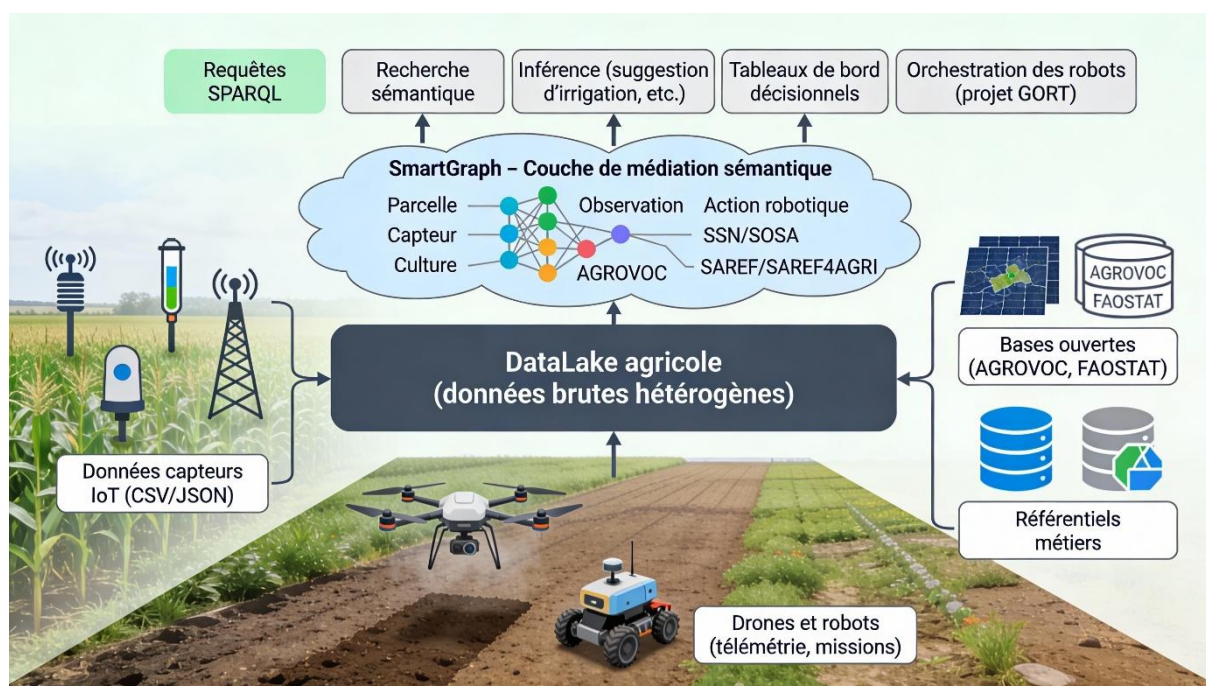 Requêtes
SPARQL
Recherche
sémantique
Inférence (suggestion
d'irrigation, etc.)
Tableaux de bord
décisionnels
Orchestration des robots
(projet GORT)
SmartGraph – Couche de médiation sémantique
Parcelle
Capteur
Culture
Observation
AGROVOC
Action robotique
SSN/SOSA
SAREF/SAREF4AGRI
DataLake agricole
(données brutes hétérogènes)
Données capteurs
IoT (CSV/JSON)
AGROVOC
FAOSTAT
Bases ouvertes
(AGROVOC, FAOSTAT)
Référentiels
métiers
Drones et robots
(télémétrie, missions)